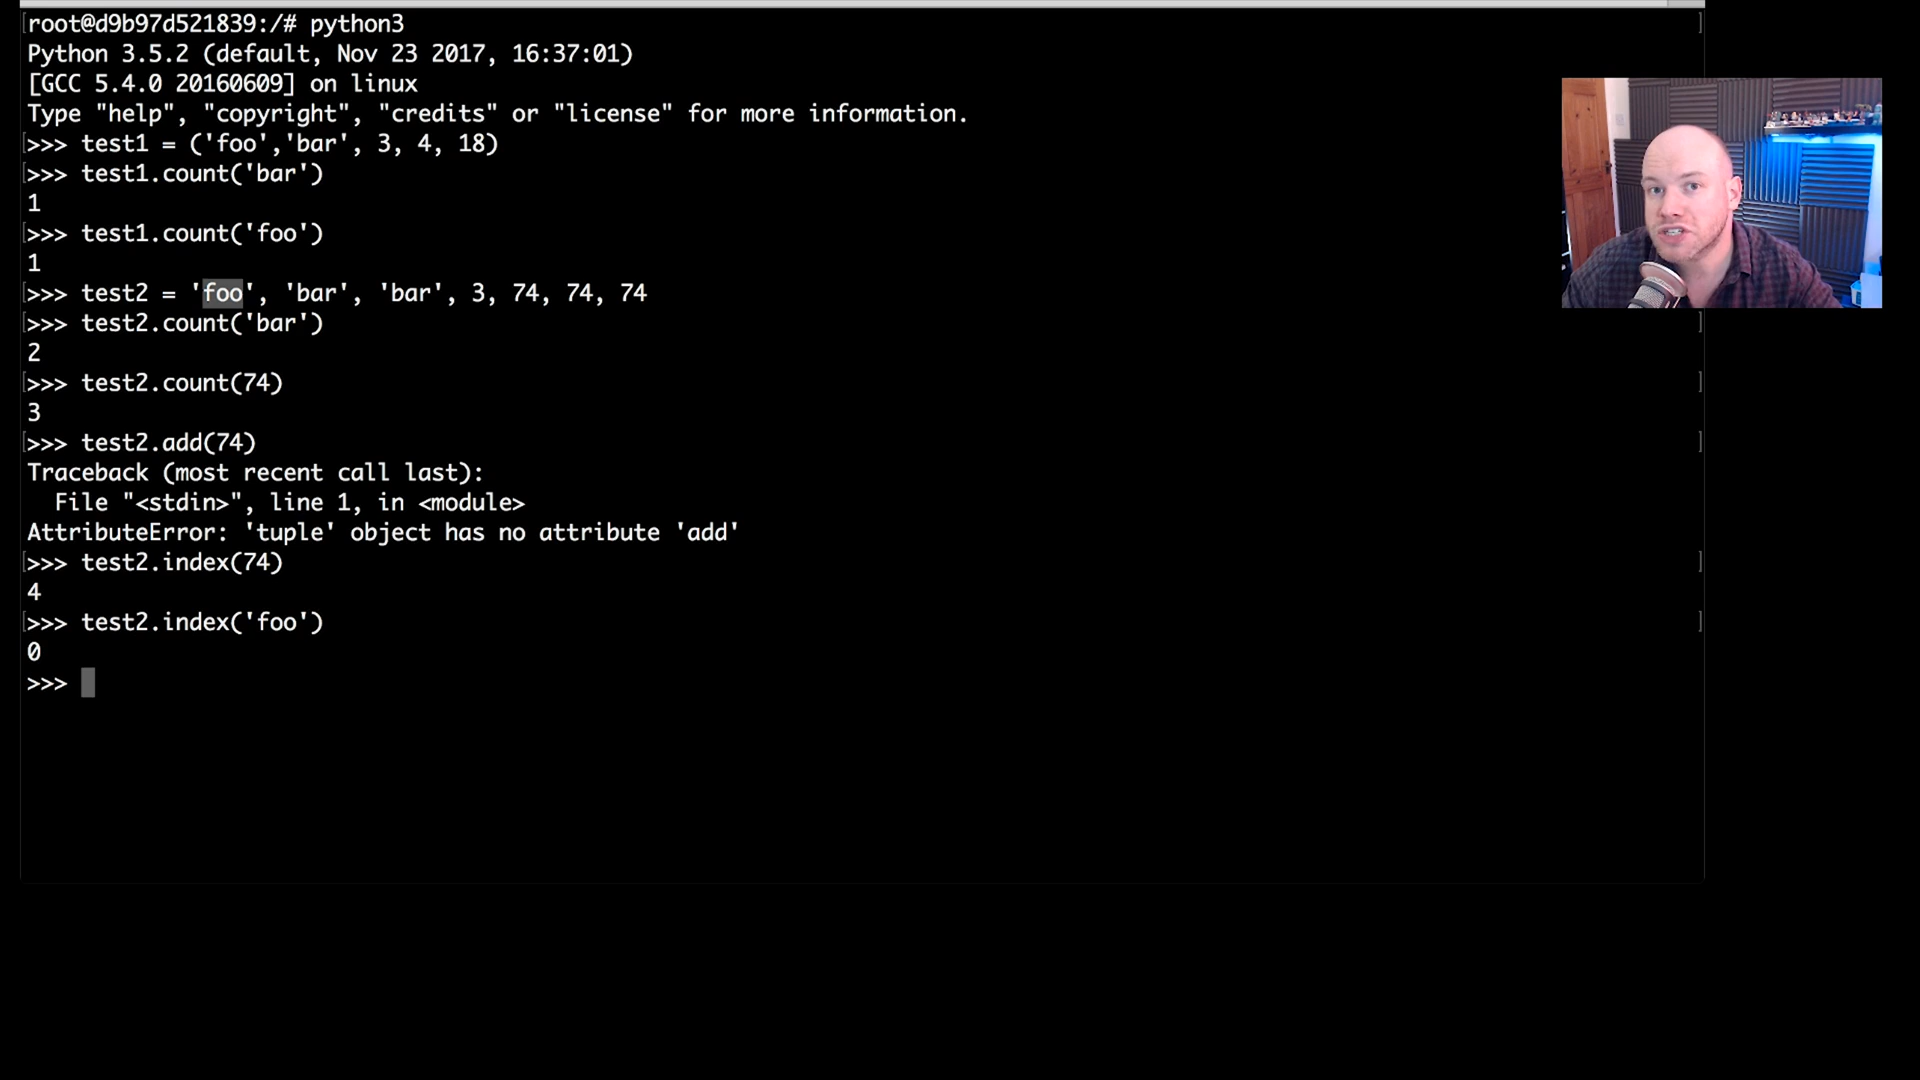 root@d9b97d521839:/# python3
Python 3.5.2 (default, Nov 23 2017, 16:37:01)
[GCC 5.4.0 20160609] on linux
Type "help", "copyright", "credits" or "license" for more information.
>>> test1 = ('foo','bar', 3, 4, 18)
>>> test1.count('bar')
1
>>> test1.count('foo')
1
>>> test2 = 'foo', 'bar', 'bar', 3, 74, 74, 74
>>> test2.count('bar')
2
>>> test2.count(74)
3
>>> test2.add(74)
Traceback (most recent call last):
  File "<stdin>", line 1, in <module>
AttributeError: 'tuple' object has no attribute 'add'
>>> test2.index(74)
4
>>> test2.index('foo')
0
>>>